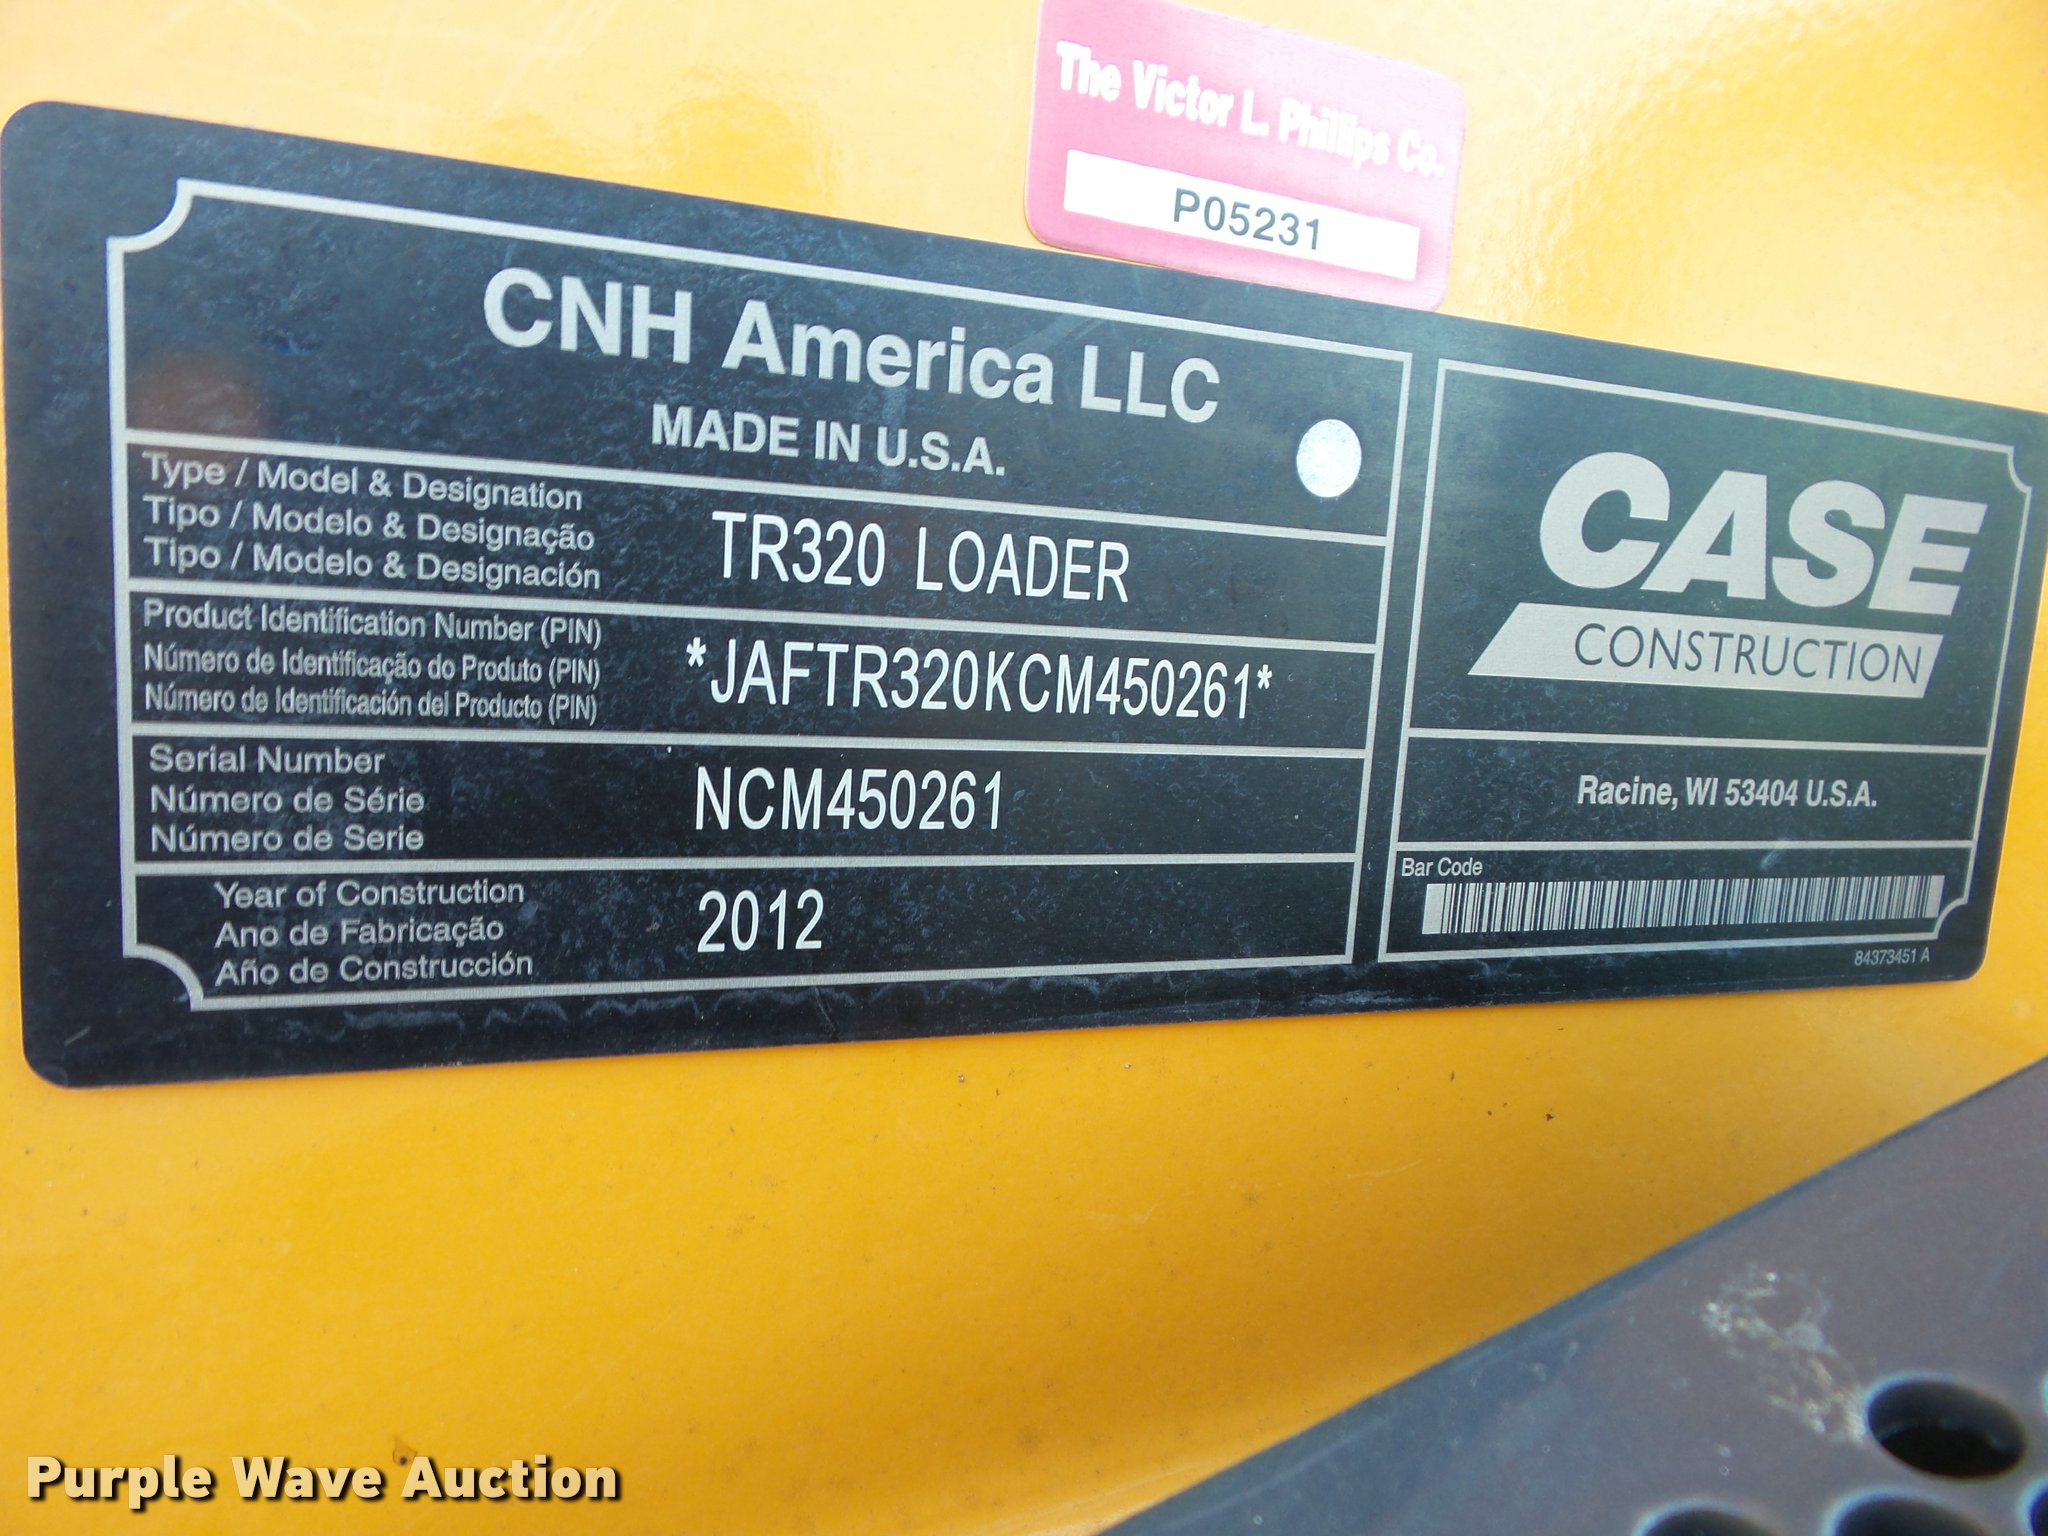 The Victor L. Phillips Co.
P05231
CNH America LLC
MADE IN U.S.A.
Type / Model & Designation
Tipo / Modelo & Designação
Tipo / Modelo & Designación
TR320 LOADER
Product Identification Number (PIN)
Número de Identificação do Produto (PIN)
Número de Identificación del Producto (PIN)
*JAFTR320KCM450261*
Serial Number
Número de Série
Número de Serie
NCM450261
Year of Construction
Ano de Fabricação
Año de Construcción
2012
CASE
CONSTRUCTION
Racine, WI 53404 U.S.A.
Bar Code
84373451 A
Purple Wave Auction